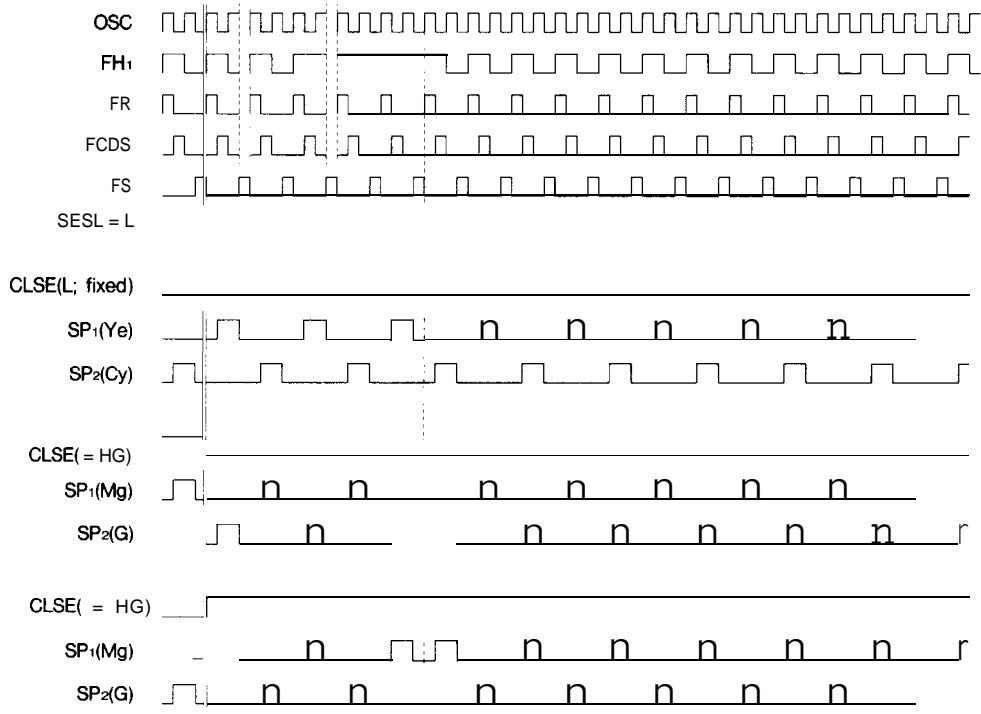 OSC
FH1
FR
FCDS
FS
SESL = L
CLSE(L; fixed)
SP1(Ye) n n n n n
SP2(Cy)
CLSE(= HG)
SP1(Mg) n n n n n n n
SP2(G) n n n n n n r
CLSE( = HG)
SP1(Mg) n n n n n n r
SP2(G) n n n n n n n